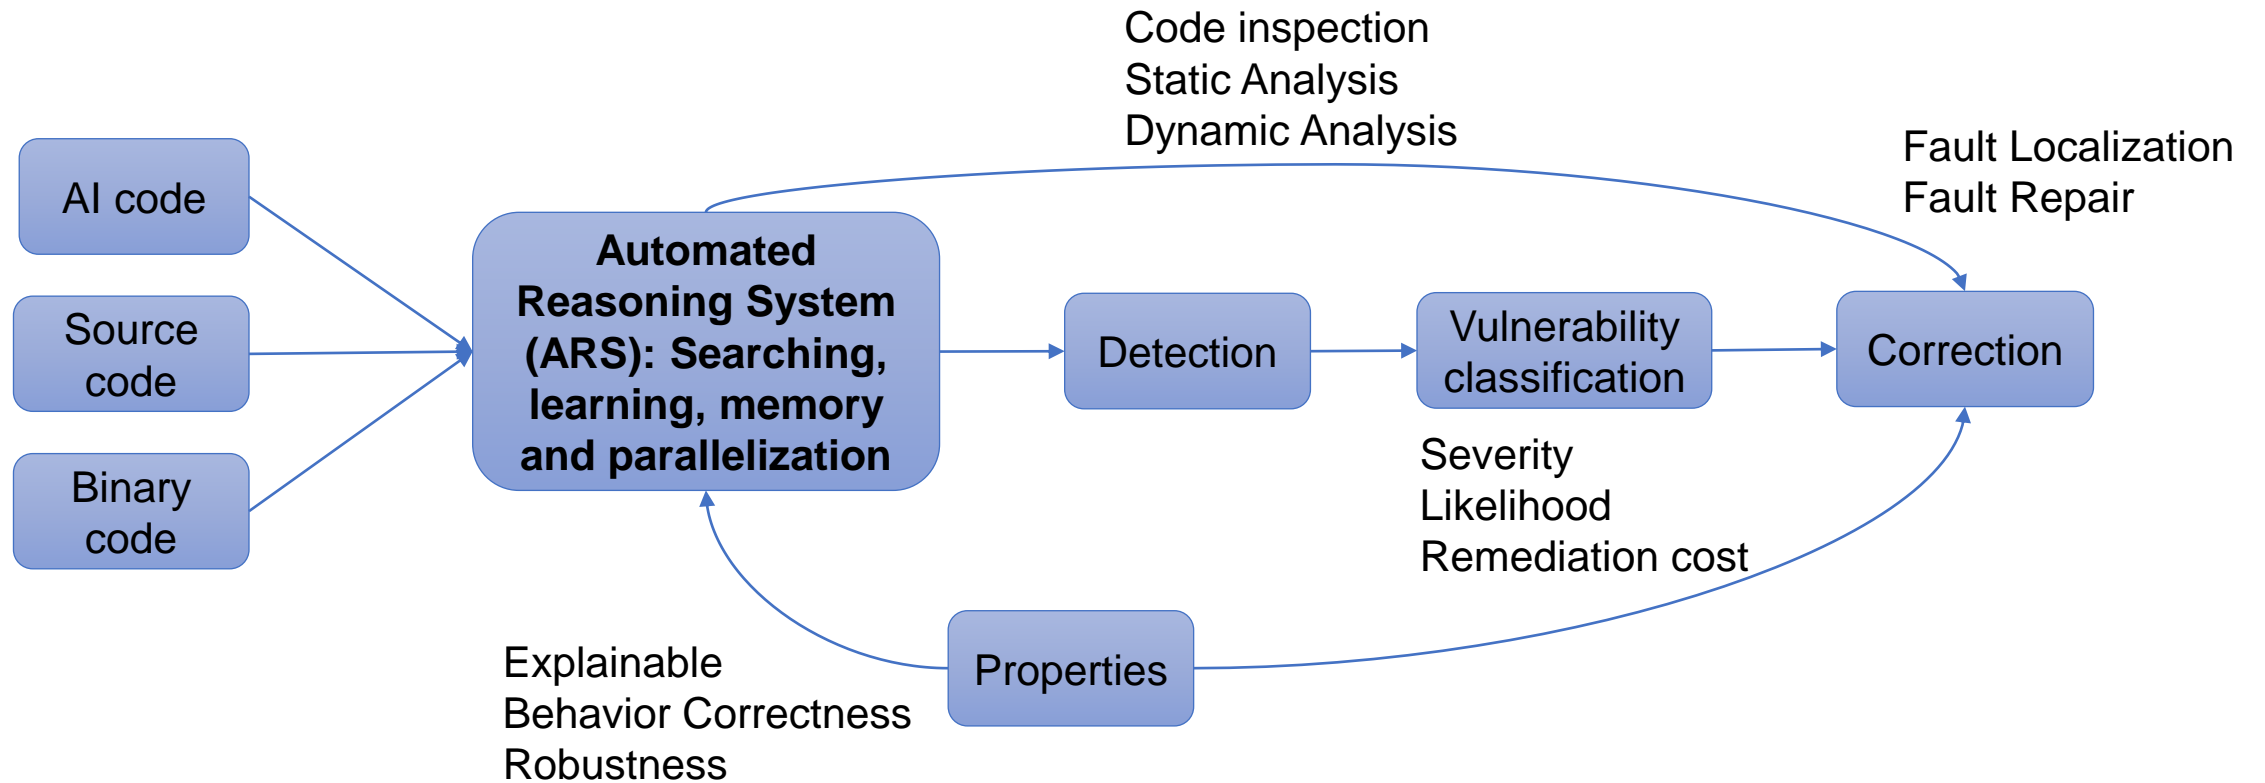 Code inspection
Static Analysis
Dynamic Analysis
Fault Localization
Fault Repair
AI code
Source
code
Binary
code
Automated
Reasoning System
(ARS): Searching,
learning, memory
and parallelization
Detection
Vulnerability
classification
Correction
Severity
Likelihood
Remediation cost
Properties
Explainable
Behavior Correctness
Robustness